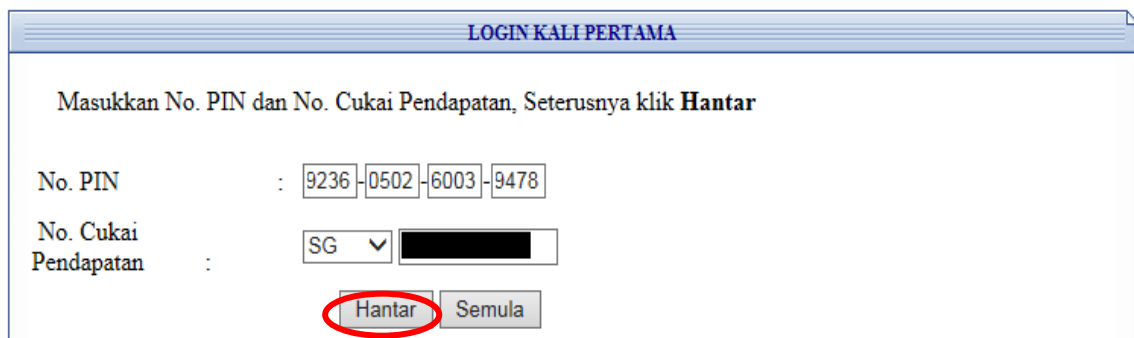 LOGIN KALI PERTAMA
Masukkan No. PIN dan No. Cukai Pendapatan, Seterusnya klik Hantar
No. PIN : 9236-0502-6003-9478
No. Cukai
Pendapatan : SG
Hantar Semula